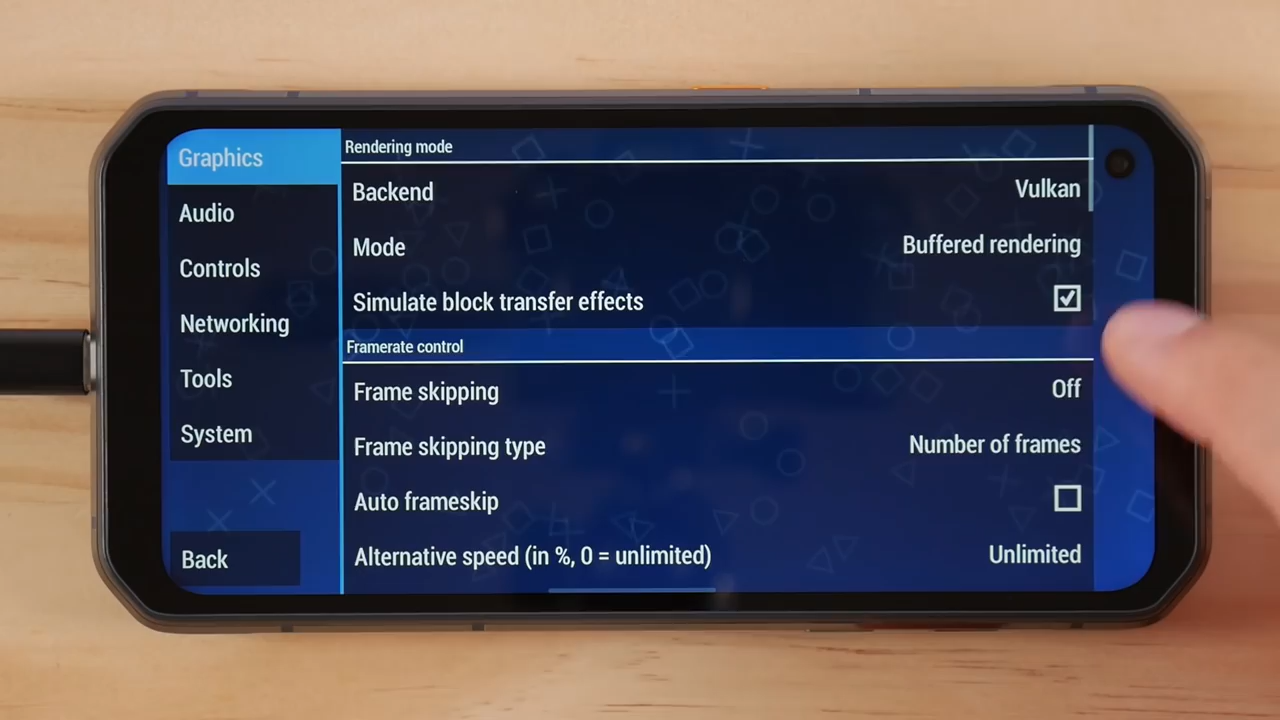 Graphics
Audio
Controls
Networking
Tools
System
Back
Rendering mode
Backend Vulkan
Mode Buffered rendering
Simulate block transfer effects
Framerate control
Frame skipping Off
Frame skipping type Number of frames
Auto frameskip
Alternative speed (in %, 0 = unlimited) Unlimited